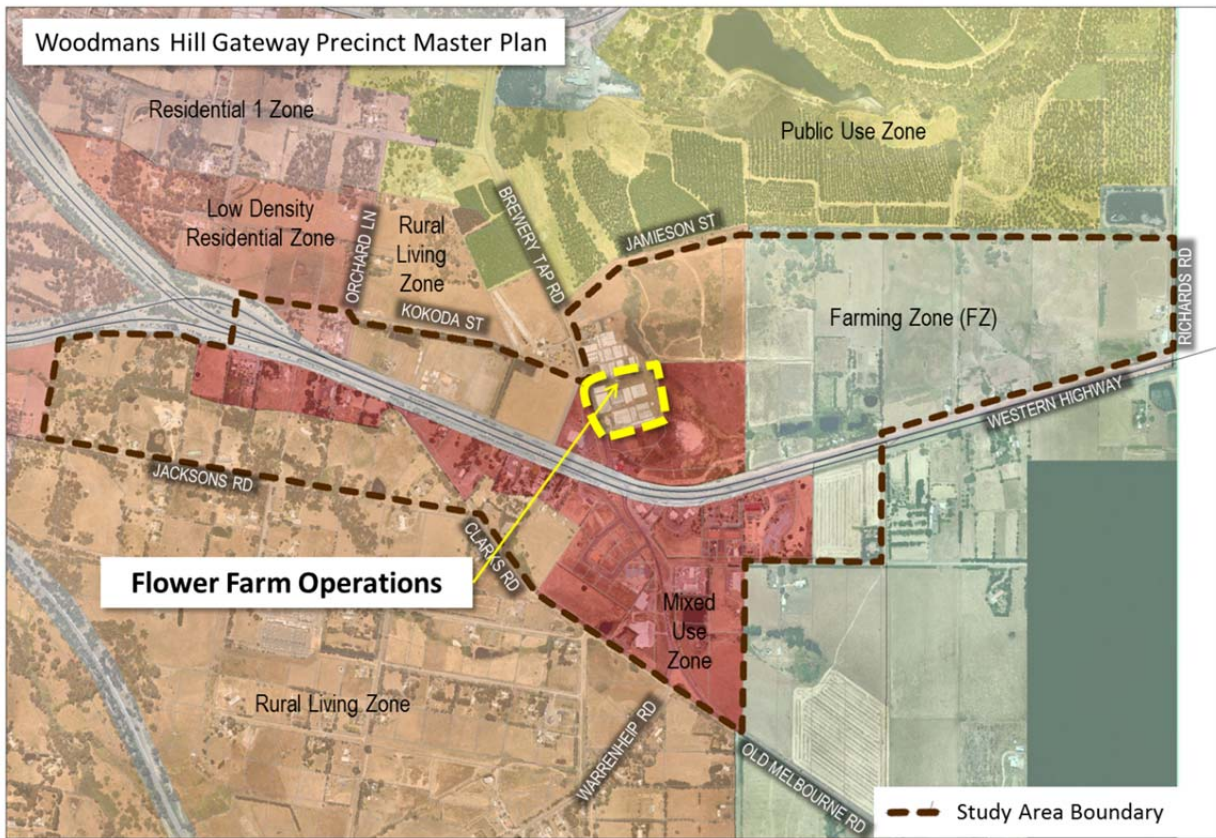 Woodmans Hill Gateway Precinct Master Plan
Residential 1 Zone
Public Use Zone
Low Density
Residential Zone
ORCHARD LN
Rural
Living
Zone
BREWERY TAP RD
JAMIESON ST
KOKODA ST
Farming Zone (FZ)
RICHARDS RD
WESTERN HIGHWAY
JACKSONS RD
CLARKS RD
Flower Farm Operations
Mixed
Use
Zone
Rural Living Zone
WARRENHEIP RD
OLD MELBOURNE RD
Study Area Boundary